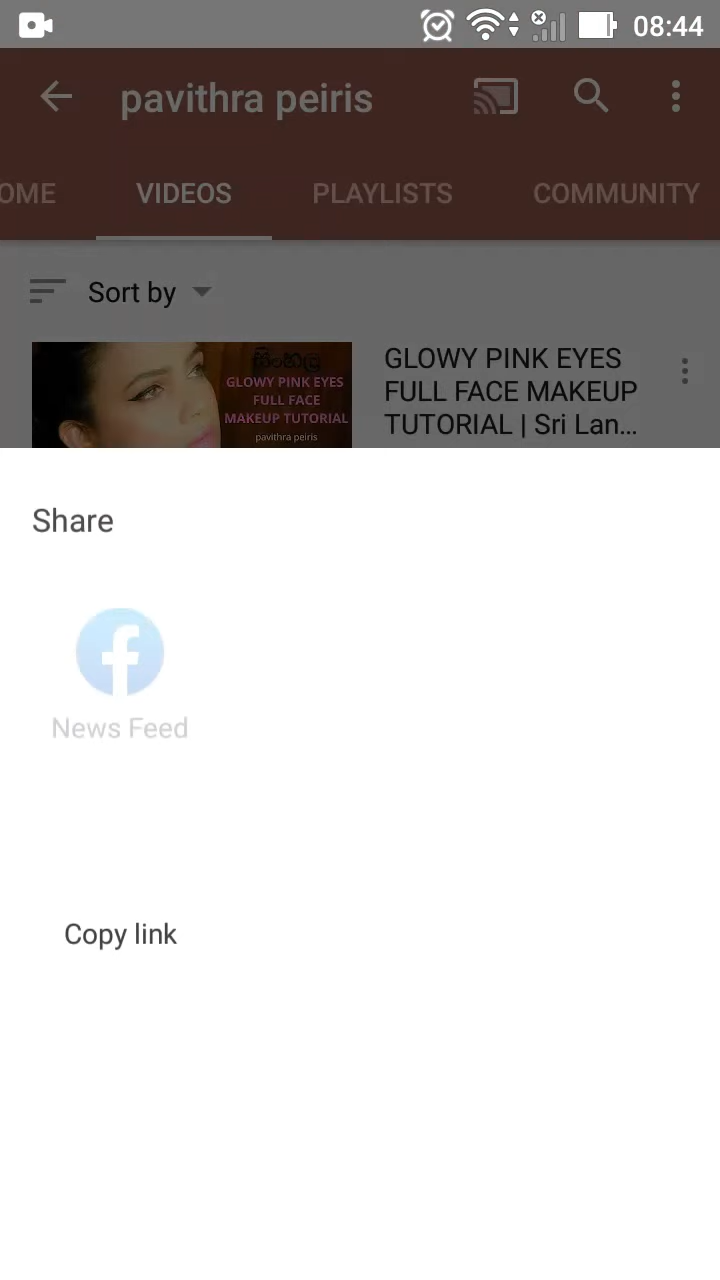 08:44
pavithra peiris
OME VIDEOS PLAYLISTS COMMUNITY
Sort by
සිංහල
GLOWY PINK EYES
FULL FACE
MAKEUP TUTORIAL
pavithra peiris
GLOWY PINK EYES
FULL FACE MAKEUP
TUTORIAL | Sri Lan...
Share
News Feed
Copy link